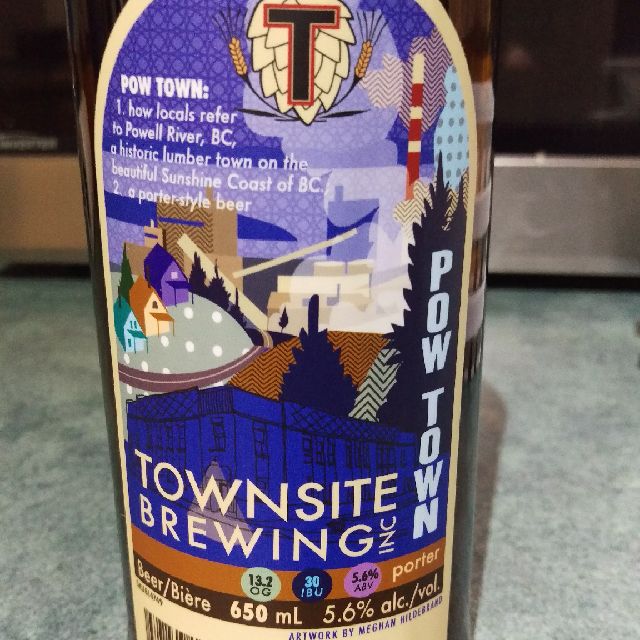 T
POW TOWN:
1. how locals refer
to Powell River, BC,
a historic lumber town on the
beautiful Sunshine Coast of BC.
2. a porter-style beer
POW TOWN
TOWNSITE
BREWING INC
porter
13.2 OG
30 IBU
5.6% ABV
Beer/Bière 650 mL 5.6% alc./vol.
ARTWORK BY MEGHAN HILDEBRAND